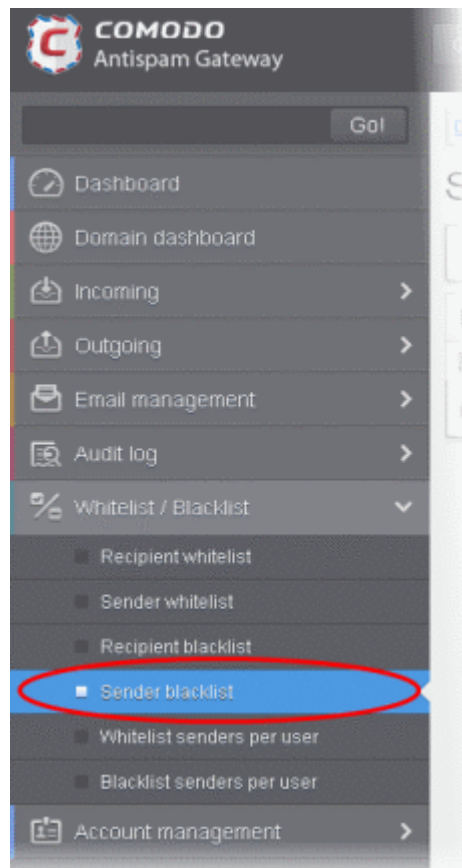 COMODO
Antispam Gateway
Go!
Dashboard
Domain dashboard
Incoming
Outgoing
Email management
Audit log
Whitelist / Blacklist
Recipient whitelist
Sender whitelist
Recipient blacklist
Sender blacklist
Whitelist senders per user
Blacklist senders per user
Account management